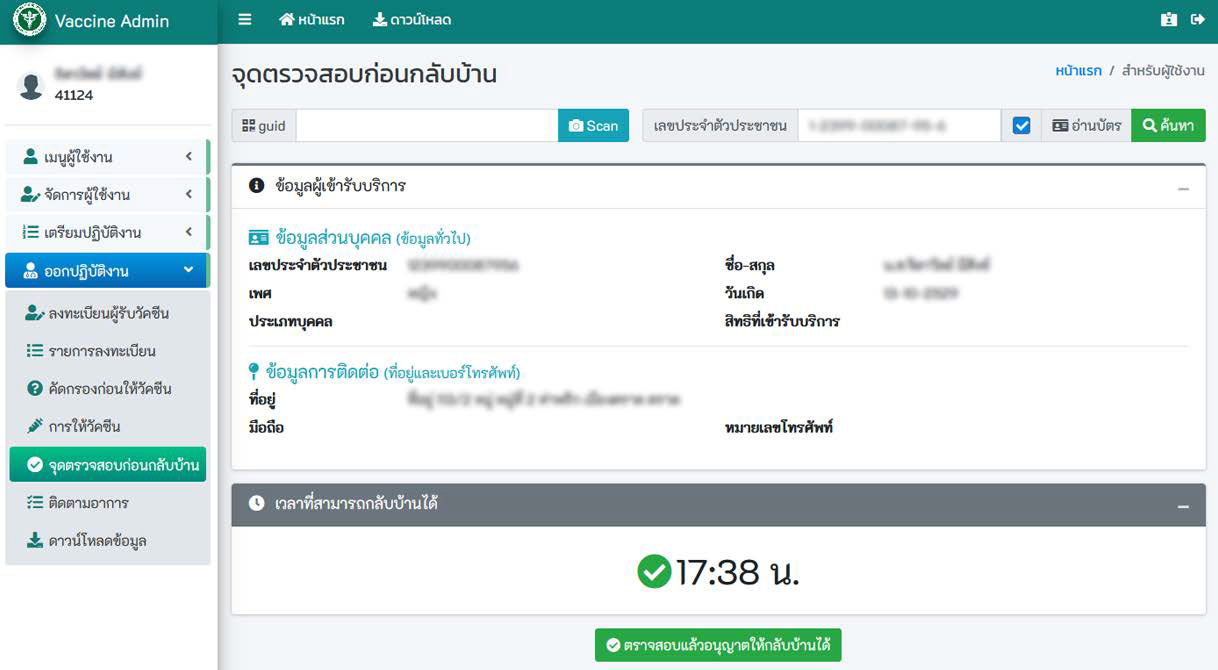 Vaccine Admin
หน้าแรก ดาวน์โหลด
41124
จุดตรวจสอบก่อนกลับบ้าน
หน้าแรก / สำหรับผู้ใช้งาน
guid Scan เลขประจำตัวประชาชน อ่านบัตร ค้นหา
เมนูผู้ใช้งาน
จัดการผู้ใช้งาน
เตรียมปฏิบัติงาน
ออกปฏิบัติงาน
ลงทะเบียนผู้รับวัคซีน
รายการลงทะเบียน
คัดกรองก่อนให้วัคซีน
การให้วัคซีน
จุดตรวจสอบก่อนกลับบ้าน
ติดตามอาการ
ดาวน์โหลดข้อมูล
ข้อมูลผู้เข้ารับบริการ
ข้อมูลส่วนบุคคล (ข้อมูลทั่วไป)
เลขประจำตัวประชาชน ชื่อ-สกุล
เพศ วันเกิด
ประเภทบุคคล สิทธิที่เข้ารับบริการ
ข้อมูลการติดต่อ (ที่อยู่และเบอร์โทรศัพท์)
ที่อยู่
มือถือ หมายเลขโทรศัพท์
เวลาที่สามารถกลับบ้านได้
17:38 น.
ตรวจสอบแล้วอนุญาตให้กลับบ้านได้